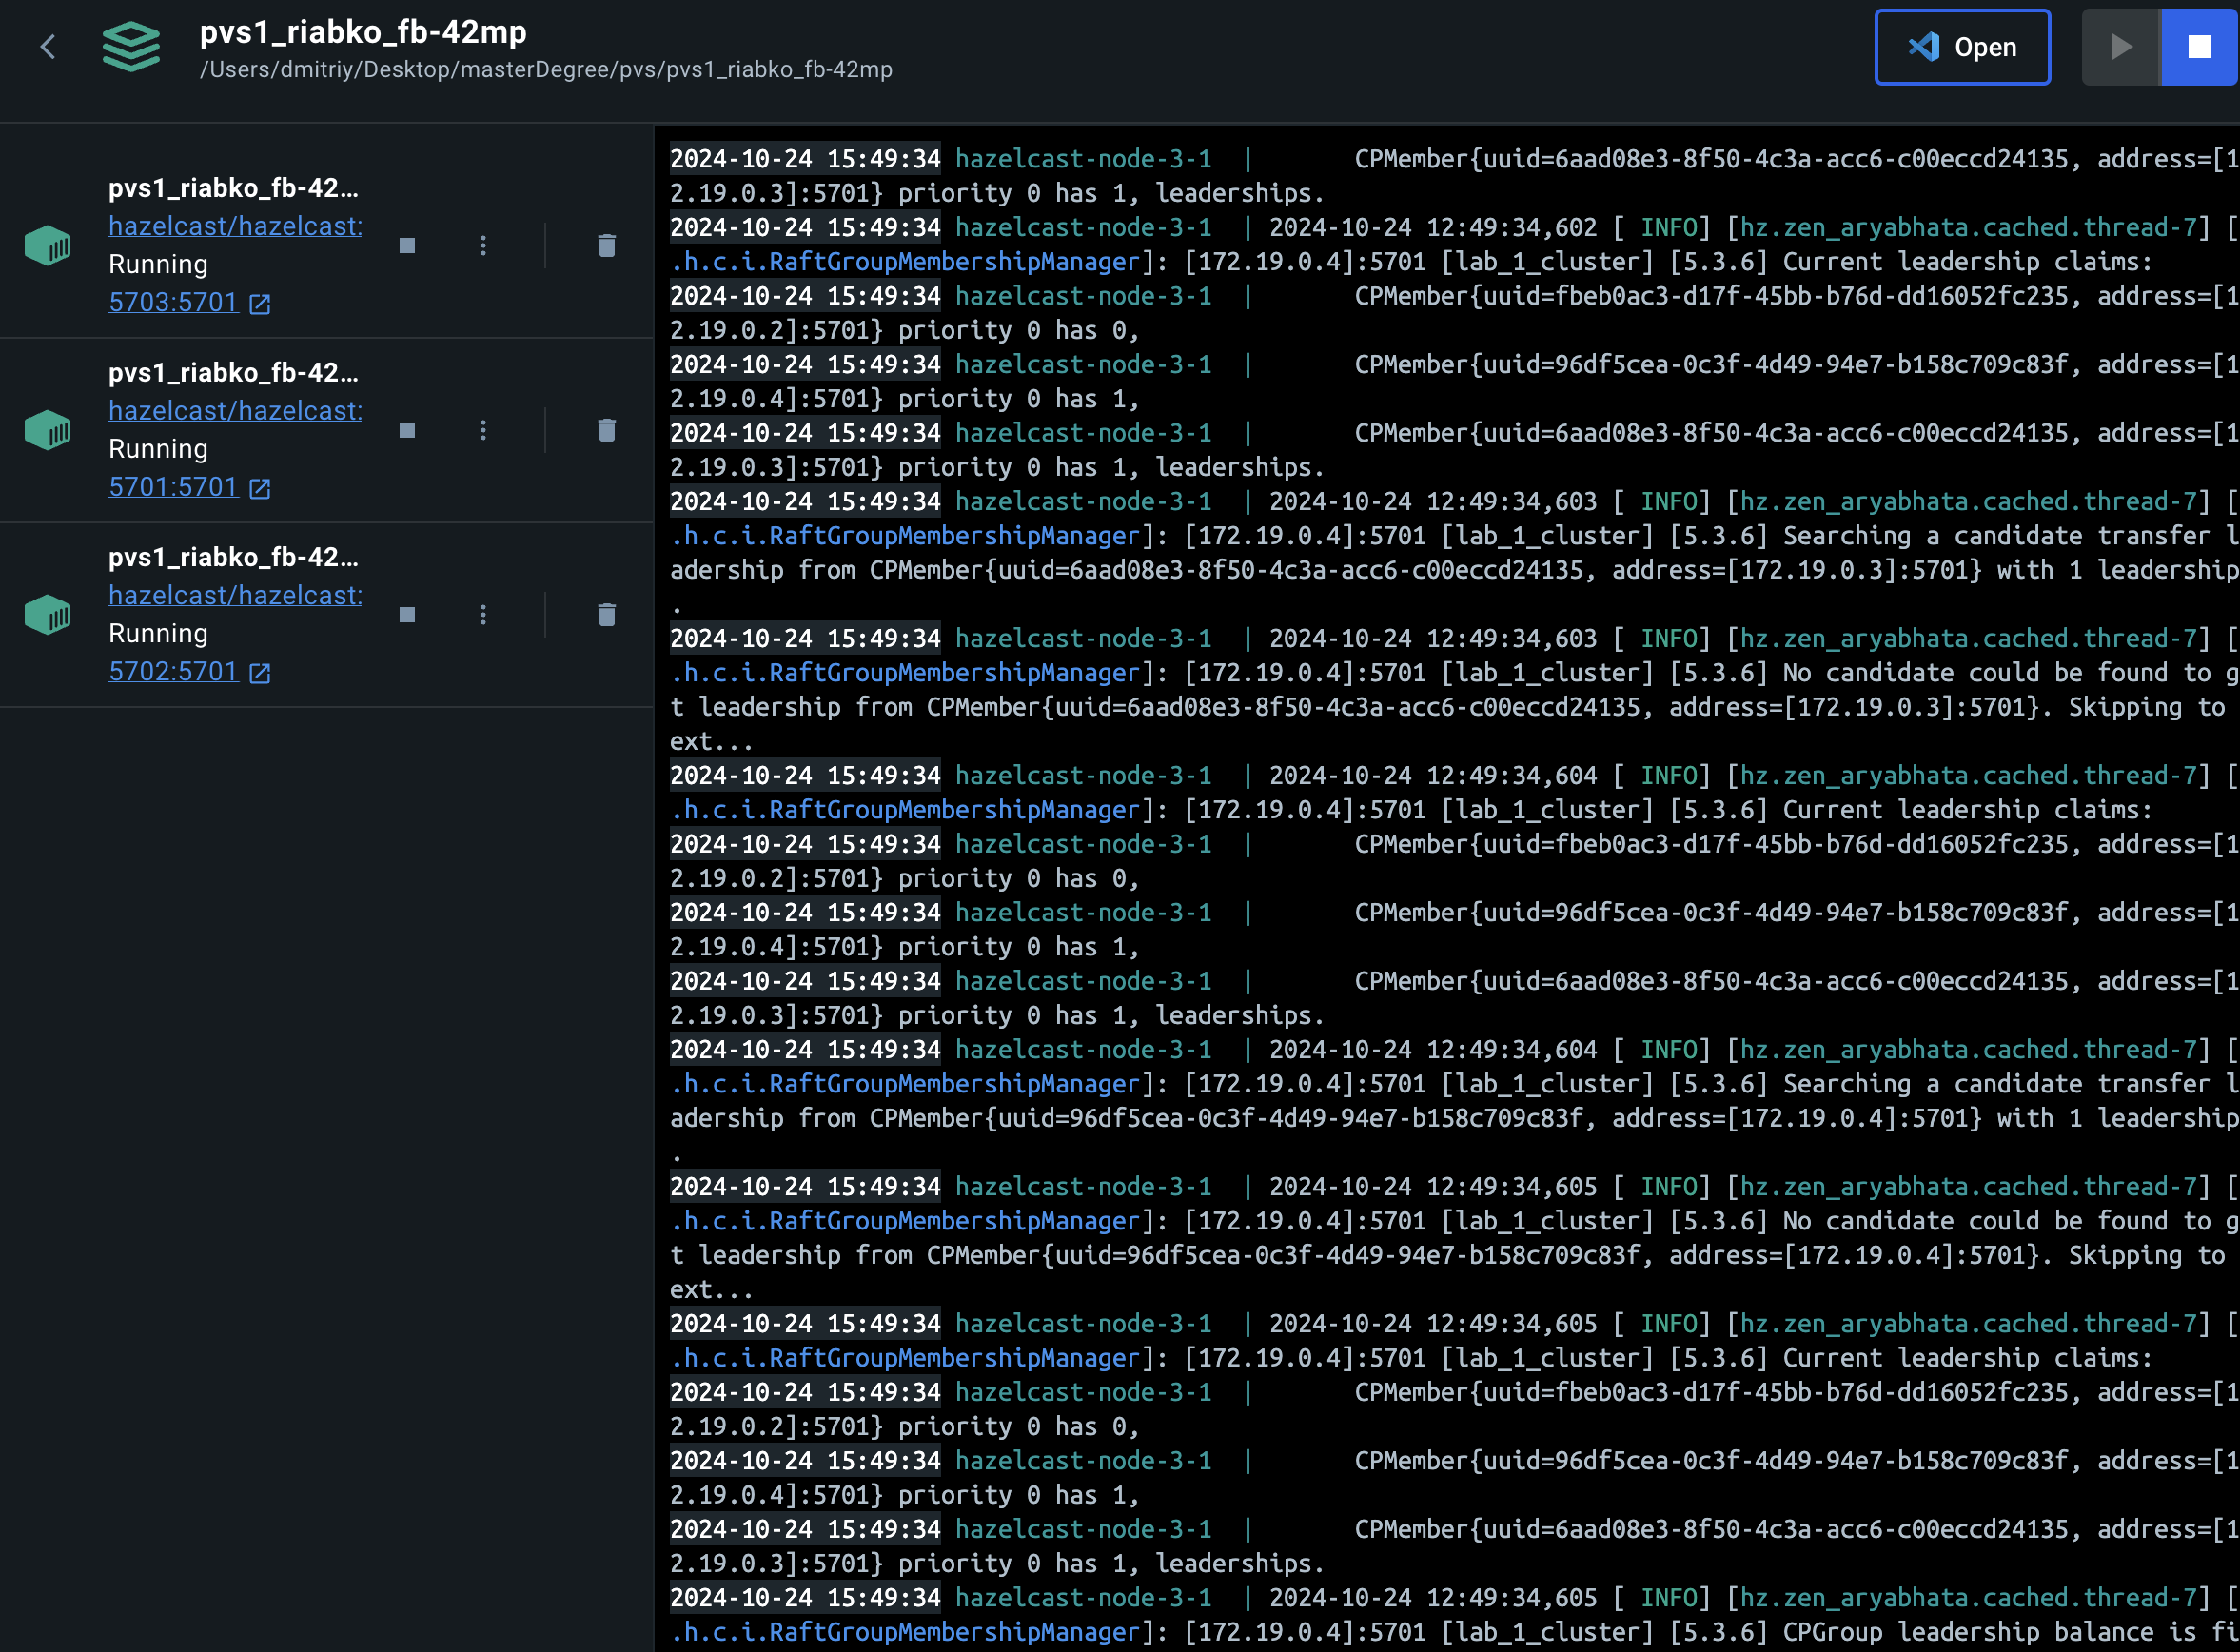 pvs1_riabko_fb-42mp
/Users/dmitriy/Desktop/masterDegree/pvs/pvs1_riabko_fb-42mp
Open
pvs1_riabko_fb-42...
hazelcast/hazelcast:
Running
5703:5701
pvs1_riabko_fb-42...
hazelcast/hazelcast:
Running
5701:5701
pvs1_riabko_fb-42...
hazelcast/hazelcast:
Running
5702:5701
2024-10-24 15:49:34 hazelcast-node-3-1 | CPMember{uuid=6aad08e3-8f50-4c3a-acc6-c00eccd24135, address=[1
2.19.0.3]:5701} priority 0 has 1, leaderships.
2024-10-24 15:49:34 hazelcast-node-3-1 | 2024-10-24 12:49:34,602 [ INFO] [hz.zen_aryabhata.cached.thread-7] [
.h.c.i.RaftGroupMembershipManager]: [172.19.0.4]:5701 [lab_1_cluster] [5.3.6] Current leadership claims:
2024-10-24 15:49:34 hazelcast-node-3-1 | CPMember{uuid=fbeb0ac3-d17f-45bb-b76d-dd16052fc235, address=[1
2.19.0.2]:5701} priority 0 has 0,
2024-10-24 15:49:34 hazelcast-node-3-1 | CPMember{uuid=96df5cea-0c3f-4d49-94e7-b158c709c83f, address=[1
2.19.0.4]:5701} priority 0 has 1,
2024-10-24 15:49:34 hazelcast-node-3-1 | CPMember{uuid=6aad08e3-8f50-4c3a-acc6-c00eccd24135, address=[1
2.19.0.3]:5701} priority 0 has 1, leaderships.
2024-10-24 15:49:34 hazelcast-node-3-1 | 2024-10-24 12:49:34,603 [ INFO] [hz.zen_aryabhata.cached.thread-7] [
.h.c.i.RaftGroupMembershipManager]: [172.19.0.4]:5701 [lab_1_cluster] [5.3.6] Searching a candidate transfer l
adership from CPMember{uuid=6aad08e3-8f50-4c3a-acc6-c00eccd24135, address=[172.19.0.3]:5701} with 1 leadership
.
2024-10-24 15:49:34 hazelcast-node-3-1 | 2024-10-24 12:49:34,603 [ INFO] [hz.zen_aryabhata.cached.thread-7] [
.h.c.i.RaftGroupMembershipManager]: [172.19.0.4]:5701 [lab_1_cluster] [5.3.6] No candidate could be found to g
t leadership from CPMember{uuid=6aad08e3-8f50-4c3a-acc6-c00eccd24135, address=[172.19.0.3]:5701}. Skipping to
ext...
2024-10-24 15:49:34 hazelcast-node-3-1 | 2024-10-24 12:49:34,604 [ INFO] [hz.zen_aryabhata.cached.thread-7] [
.h.c.i.RaftGroupMembershipManager]: [172.19.0.4]:5701 [lab_1_cluster] [5.3.6] Current leadership claims:
2024-10-24 15:49:34 hazelcast-node-3-1 | CPMember{uuid=fbeb0ac3-d17f-45bb-b76d-dd16052fc235, address=[1
2.19.0.2]:5701} priority 0 has 0,
2024-10-24 15:49:34 hazelcast-node-3-1 | CPMember{uuid=96df5cea-0c3f-4d49-94e7-b158c709c83f, address=[1
2.19.0.4]:5701} priority 0 has 1,
2024-10-24 15:49:34 hazelcast-node-3-1 | CPMember{uuid=6aad08e3-8f50-4c3a-acc6-c00eccd24135, address=[1
2.19.0.3]:5701} priority 0 has 1, leaderships.
2024-10-24 15:49:34 hazelcast-node-3-1 | 2024-10-24 12:49:34,604 [ INFO] [hz.zen_aryabhata.cached.thread-7] [
.h.c.i.RaftGroupMembershipManager]: [172.19.0.4]:5701 [lab_1_cluster] [5.3.6] Searching a candidate transfer l
adership from CPMember{uuid=96df5cea-0c3f-4d49-94e7-b158c709c83f, address=[172.19.0.4]:5701} with 1 leadership
.
2024-10-24 15:49:34 hazelcast-node-3-1 | 2024-10-24 12:49:34,605 [ INFO] [hz.zen_aryabhata.cached.thread-7] [
.h.c.i.RaftGroupMembershipManager]: [172.19.0.4]:5701 [lab_1_cluster] [5.3.6] No candidate could be found to g
t leadership from CPMember{uuid=96df5cea-0c3f-4d49-94e7-b158c709c83f, address=[172.19.0.4]:5701}. Skipping to
ext...
2024-10-24 15:49:34 hazelcast-node-3-1 | 2024-10-24 12:49:34,605 [ INFO] [hz.zen_aryabhata.cached.thread-7] [
.h.c.i.RaftGroupMembershipManager]: [172.19.0.4]:5701 [lab_1_cluster] [5.3.6] Current leadership claims:
2024-10-24 15:49:34 hazelcast-node-3-1 | CPMember{uuid=fbeb0ac3-d17f-45bb-b76d-dd16052fc235, address=[1
2.19.0.2]:5701} priority 0 has 0,
2024-10-24 15:49:34 hazelcast-node-3-1 | CPMember{uuid=96df5cea-0c3f-4d49-94e7-b158c709c83f, address=[1
2.19.0.4]:5701} priority 0 has 1,
2024-10-24 15:49:34 hazelcast-node-3-1 | CPMember{uuid=6aad08e3-8f50-4c3a-acc6-c00eccd24135, address=[1
2.19.0.3]:5701} priority 0 has 1, leaderships.
2024-10-24 15:49:34 hazelcast-node-3-1 | 2024-10-24 12:49:34,605 [ INFO] [hz.zen_aryabhata.cached.thread-7] [
.h.c.i.RaftGroupMembershipManager]: [172.19.0.4]:5701 [lab_1_cluster] [5.3.6] CPGroup leadership balance is